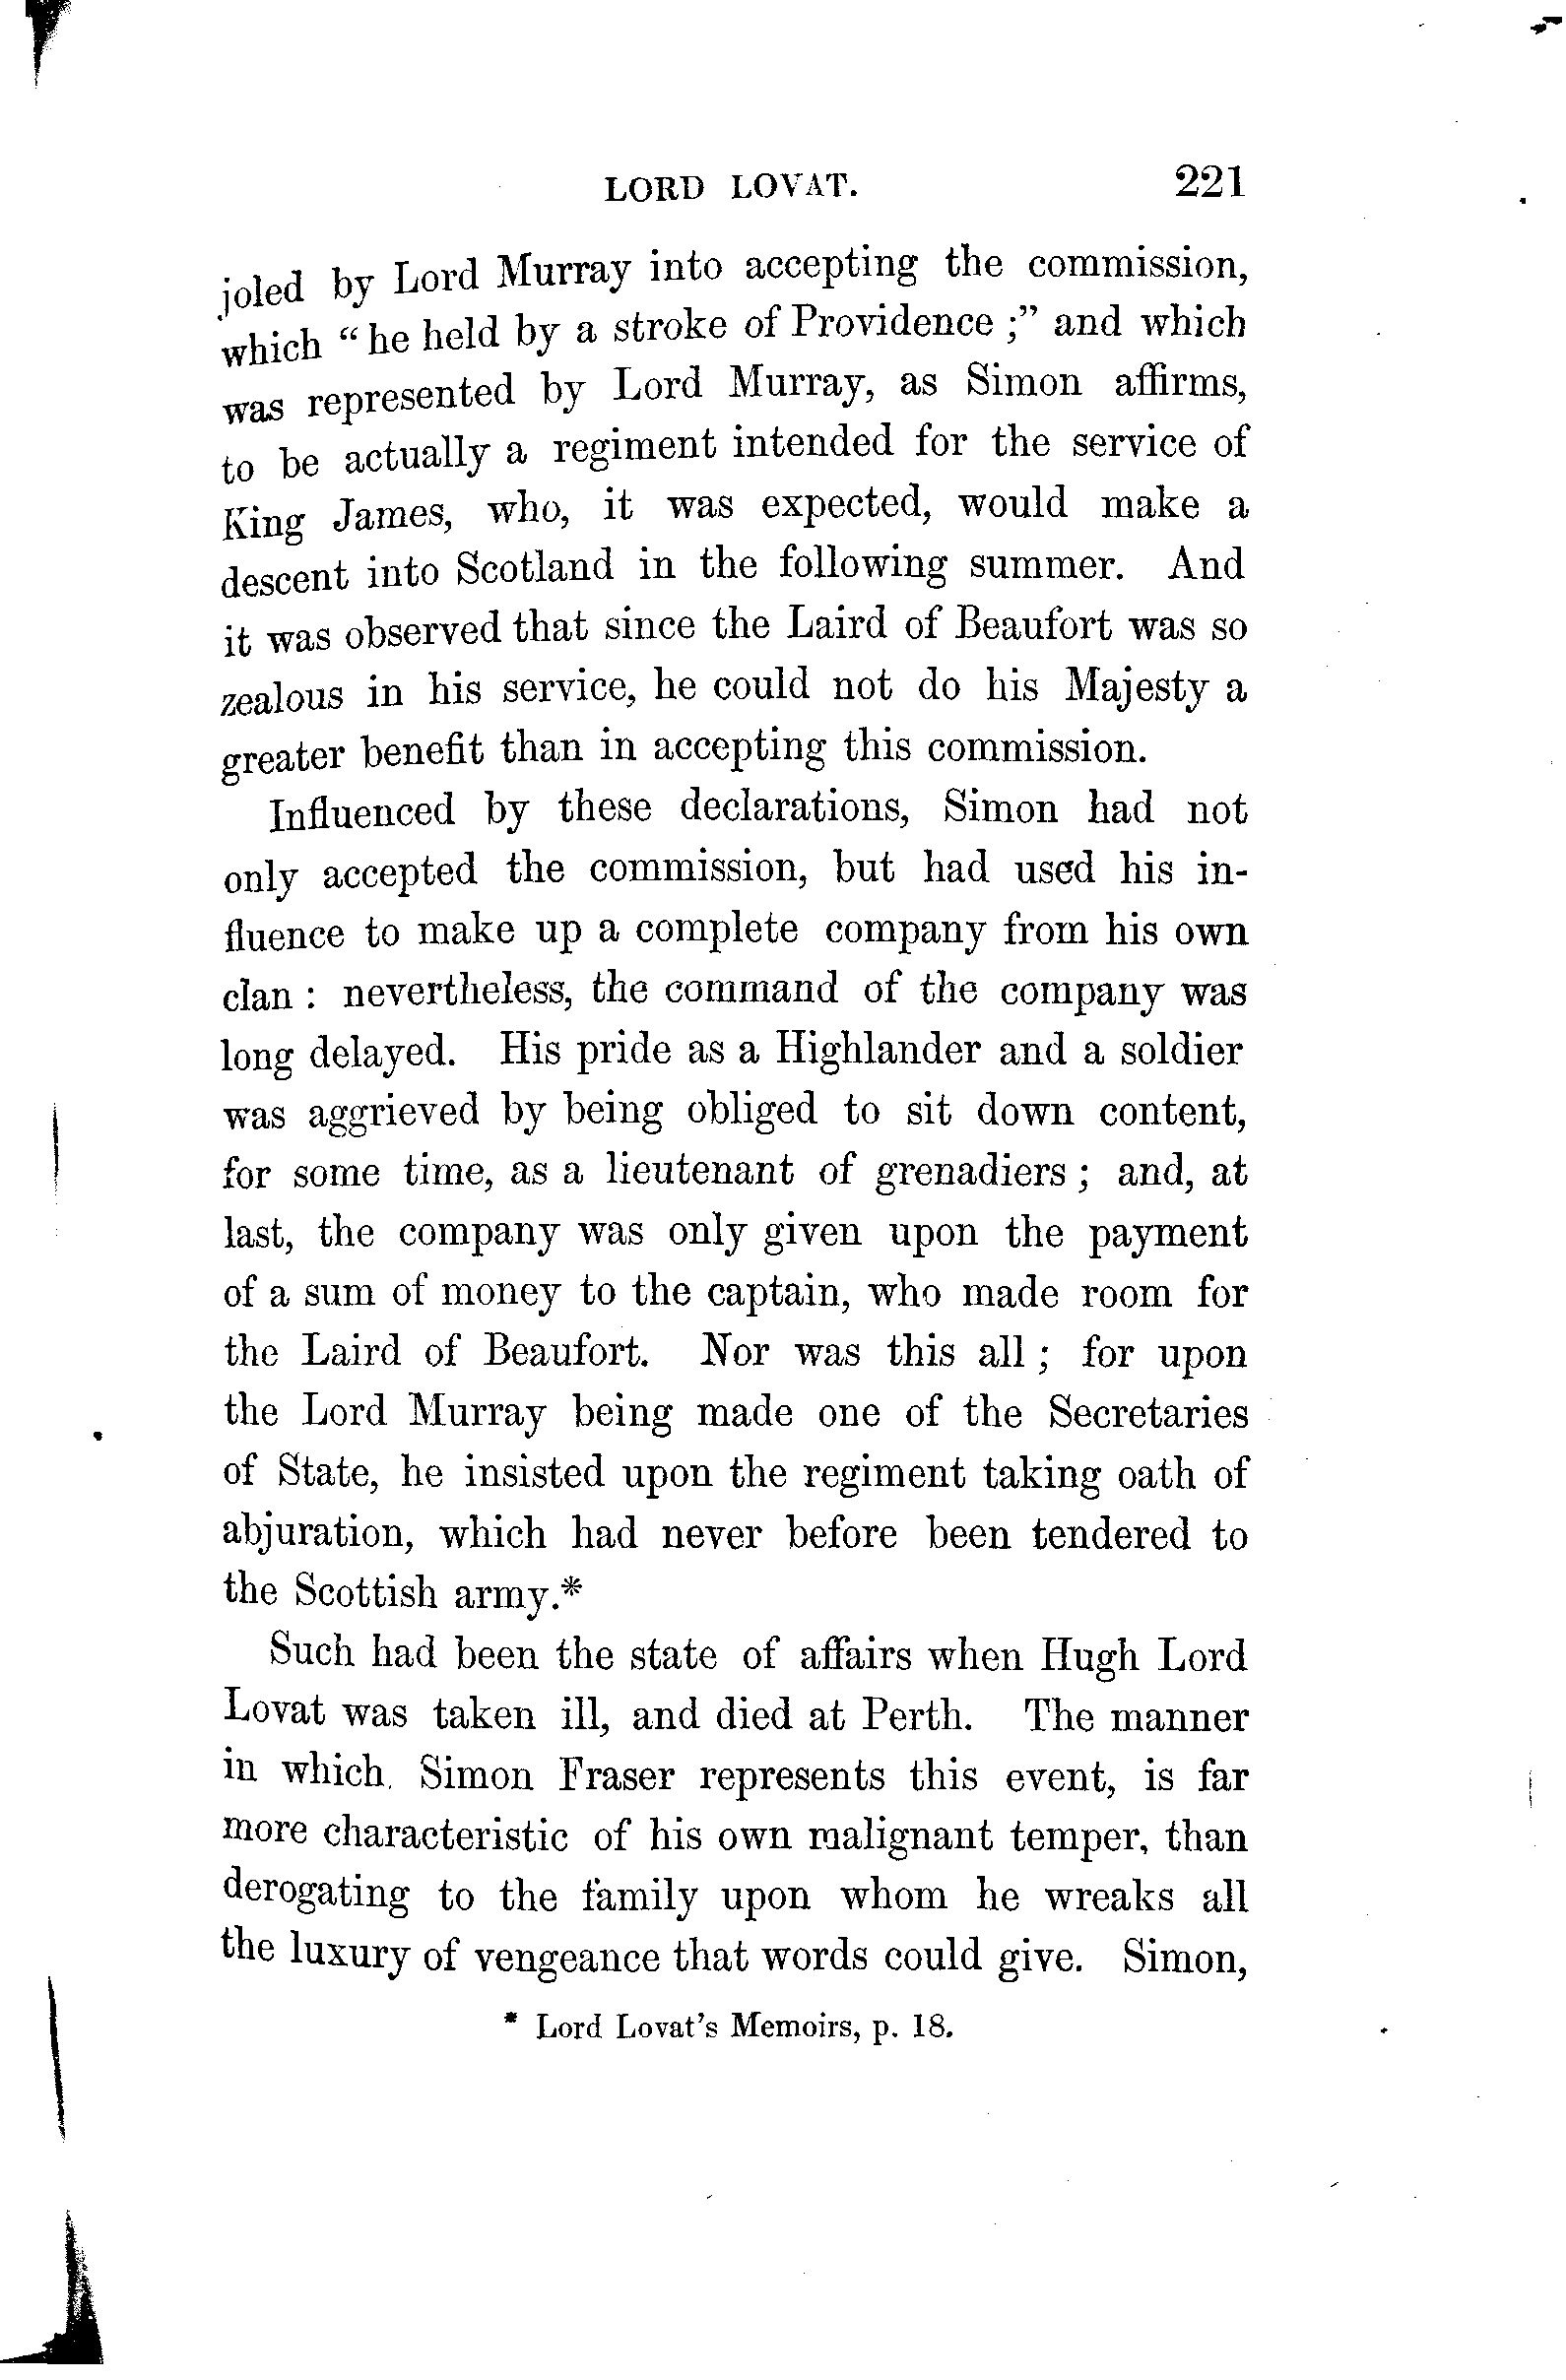 LORD LOVAT. 221
joled by Lord Murray into accepting the commission,
which "he held by a stroke of Providence ;" and which
was represented by Lord Murray, as Simon affirms,
to be actually a regiment intended for the service of
King James, who, it was expected, would make a
descent into Scotland in the following summer. And
it was observed that since the Laird of Beaufort was so
zealous in his service, he could not do his Majesty a
greater benefit than in accepting this commission.
Influenced by these declarations, Simon had not
only accepted the commission, but had used his in-
fluence to make up a complete company from his own
clan : nevertheless, the command of the company was
long delayed. His pride as a Highlander and a soldier
was aggrieved by being obliged to sit down content,
for some time, as a lieutenant of grenadiers ; and, at
last, the company was only given upon the payment
of a sum of money to the captain, who made room for
the Laird of Beaufort. Nor was this all ; for upon
the Lord Murray being made one of the Secretaries
of State, he insisted upon the regiment taking oath of
abjuration, which had never before been tendered to
the Scottish army.*
Such had been the state of affairs when Hugh Lord
Lovat was taken ill, and died at Perth. The manner
in which Simon Fraser represents this event, is far
more characteristic of his own malignant temper, than
derogating to the family upon whom he wreaks all
the luxury of vengeance that words could give. Simon,
* Lord Lovat's Memoirs, p. 18.